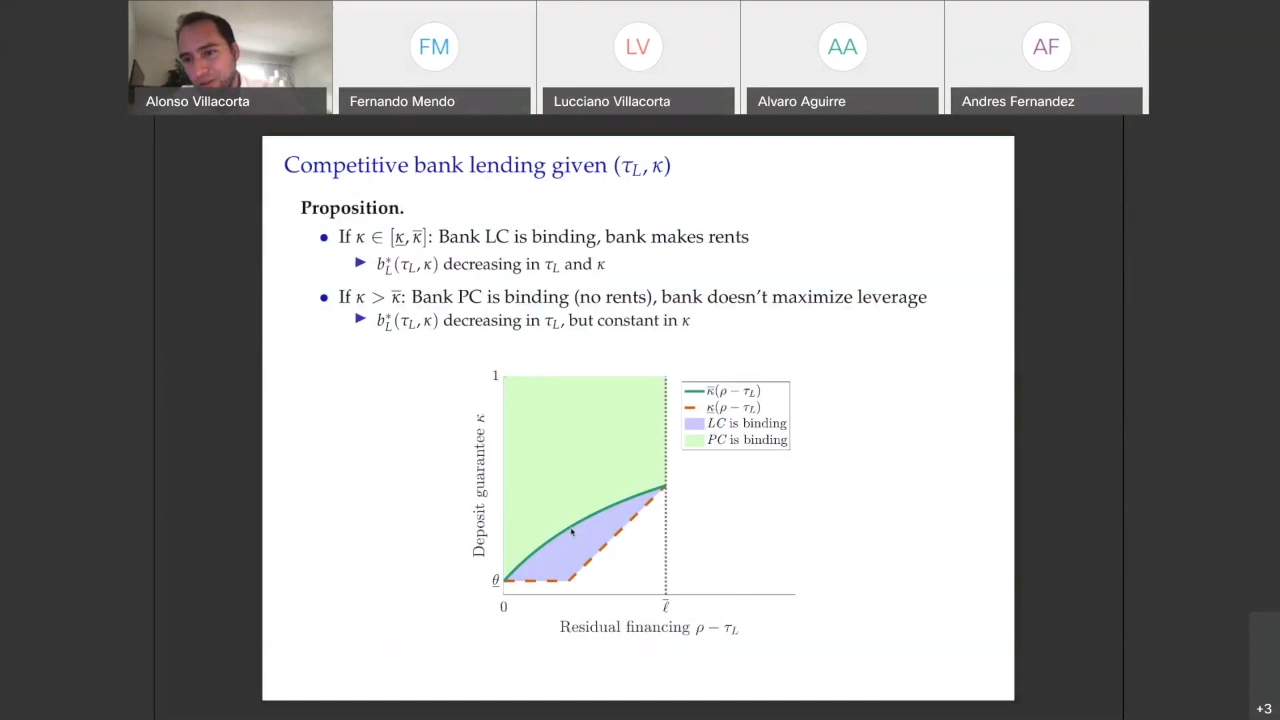 FM
LV
AA
AF
Alonso Villacorta
Fernando Mendo
Lucciano Villacorta
Alvaro Aguirre
Andres Fernandez
Competitive bank lending given (τ_L, κ)
Proposition.
• If κ ∈ [κ̲, κ̅]: Bank LC is binding, bank makes rents
▶ b*_L(τ_L, κ) decreasing in τ_L and κ
• If κ > κ̅: Bank PC is binding (no rents), bank doesn't maximize leverage
▶ b*_L(τ_L, κ) decreasing in τ_L, but constant in κ
1
κ̅(ρ − τ_L)
κ̲(ρ − τ_L)
LC is binding
PC is binding
Deposit guarantee κ
θ̲
0
ℓ̅
Residual financing ρ − τ_L
+3